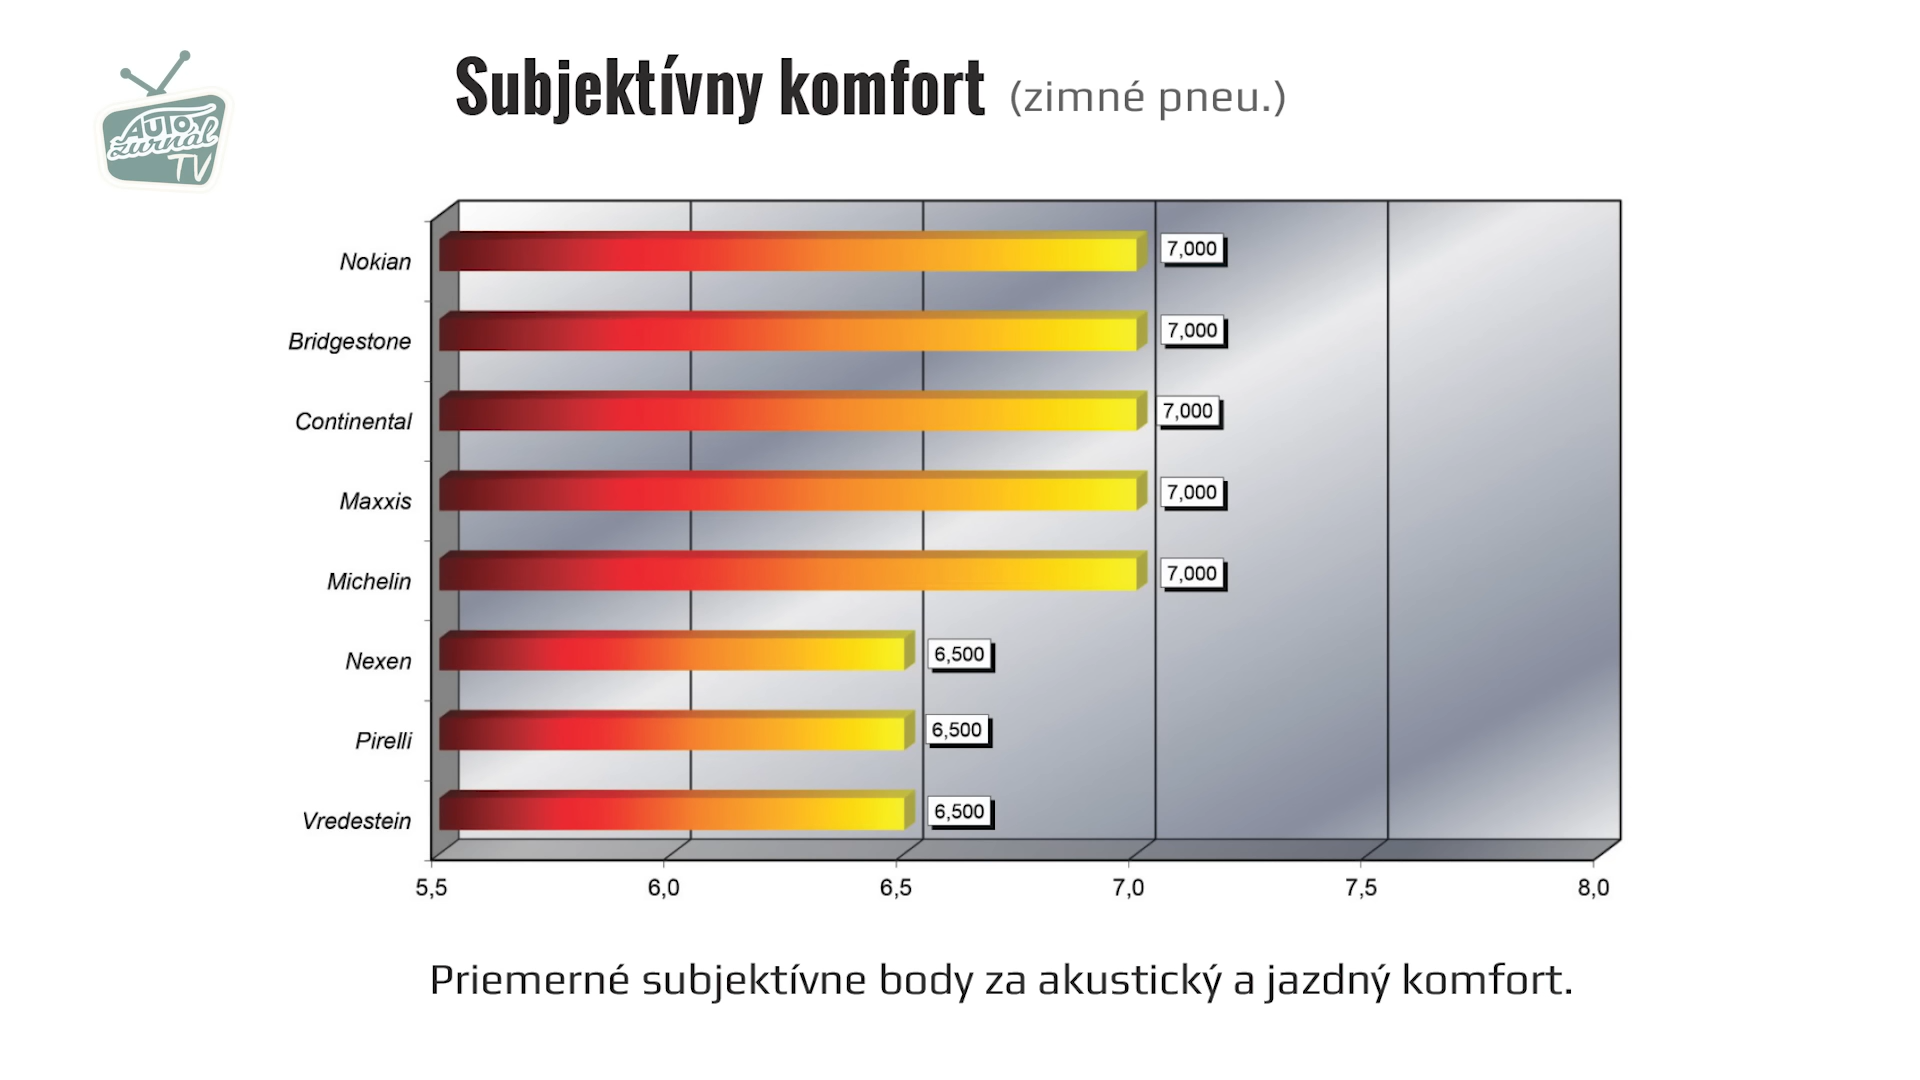 AUTO
žurnál
TV
Subjektívny komfort (zimné pneu.)
Nokian 7,000
Bridgestone 7,000
Continental 7,000
Maxxis 7,000
Michelin 7,000
Nexen 6,500
Pirelli 6,500
Vredestein 6,500
5,5 6,0 6,5 7,0 7,5 8,0
Priemerné subjektívne body za akustický a jazdný komfort.